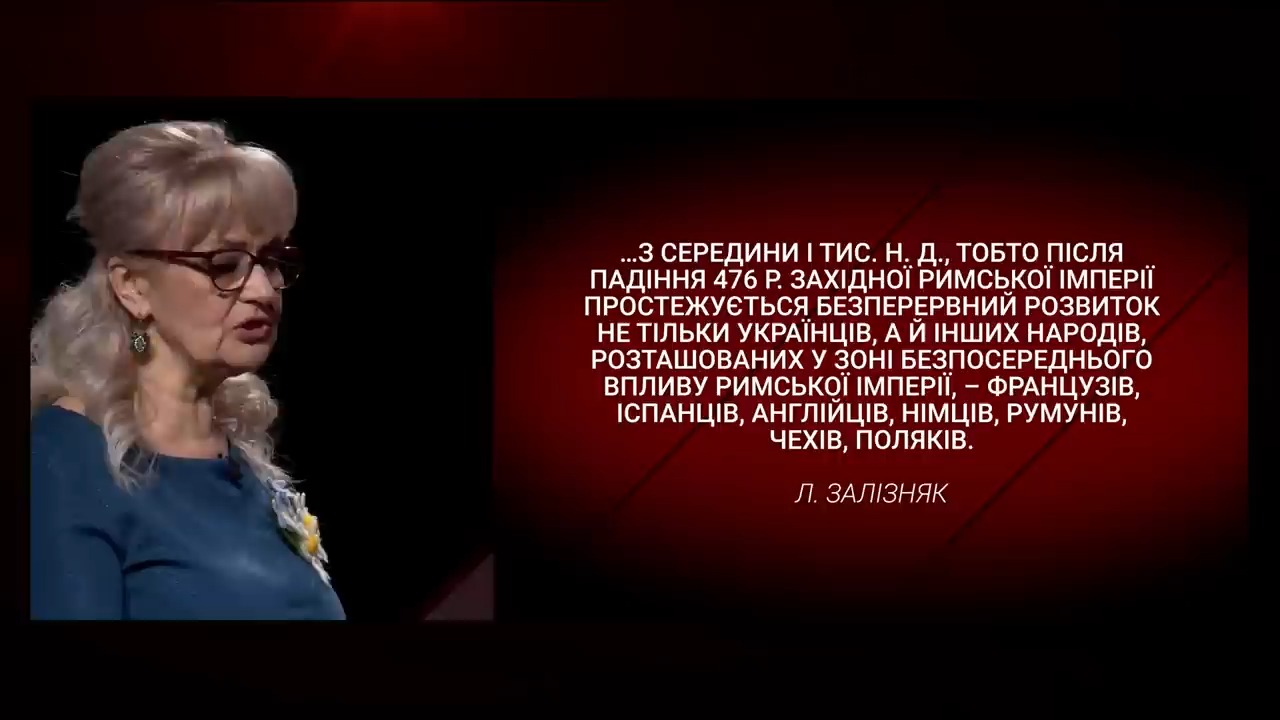 …З СЕРЕДИНИ І ТИС. Н. Д., ТОБТО ПІСЛЯ
ПАДІННЯ 476 Р. ЗАХІДНОЇ РИМСЬКОЇ ІМПЕРІЇ
ПРОСТЕЖУЄТЬСЯ БЕЗПЕРЕРВНИЙ РОЗВИТОК
НЕ ТІЛЬКИ УКРАЇНЦІВ, А Й ІНШИХ НАРОДІВ,
РОЗТАШОВАНИХ У ЗОНІ БЕЗПОСЕРЕДНЬОГО
ВПЛИВУ РИМСЬКОЇ ІМПЕРІЇ, – ФРАНЦУЗІВ,
ІСПАНЦІВ, АНГЛІЙЦІВ, НІМЦІВ, РУМУНІВ,
ЧЕХІВ, ПОЛЯКІВ.
Л. ЗАЛІЗНЯК